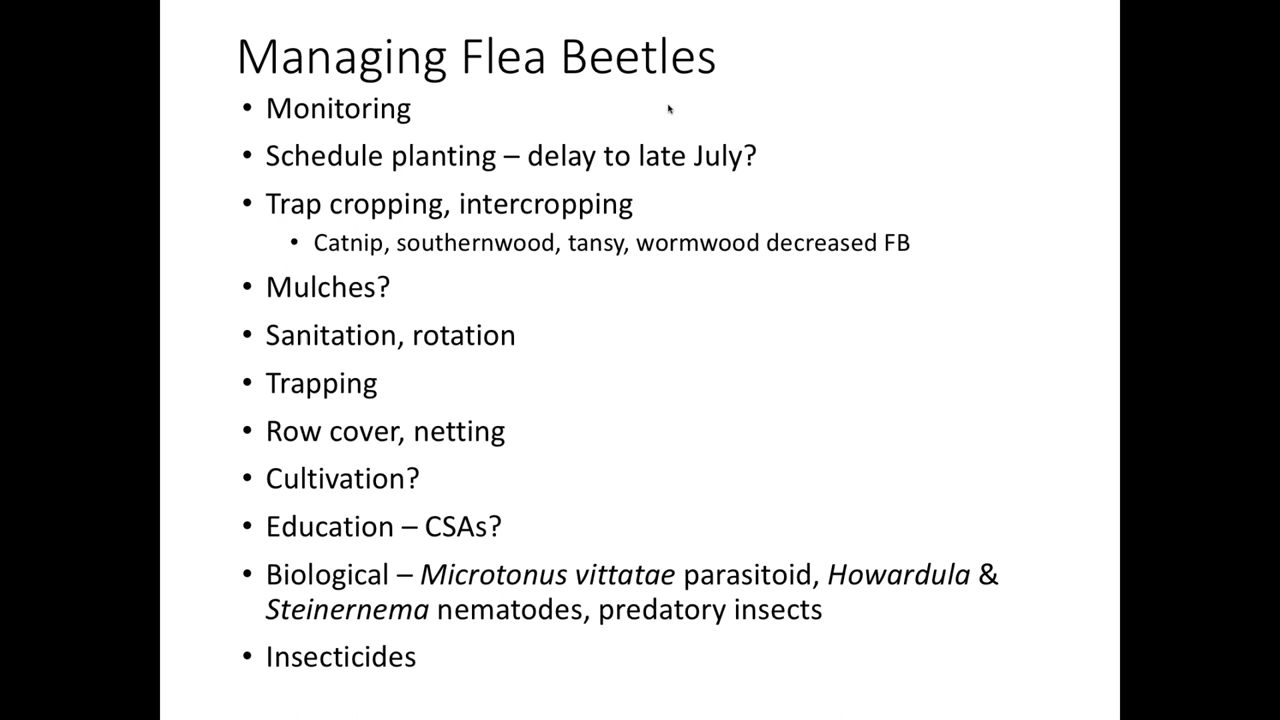 Managing Flea Beetles
• Monitoring
• Schedule planting – delay to late July?
• Trap cropping, intercropping
• Catnip, southernwood, tansy, wormwood decreased FB
• Mulches?
• Sanitation, rotation
• Trapping
• Row cover, netting
• Cultivation?
• Education – CSAs?
• Biological – Microtonus vittatae parasitoid, Howardula &
Steinernema nematodes, predatory insects
• Insecticides